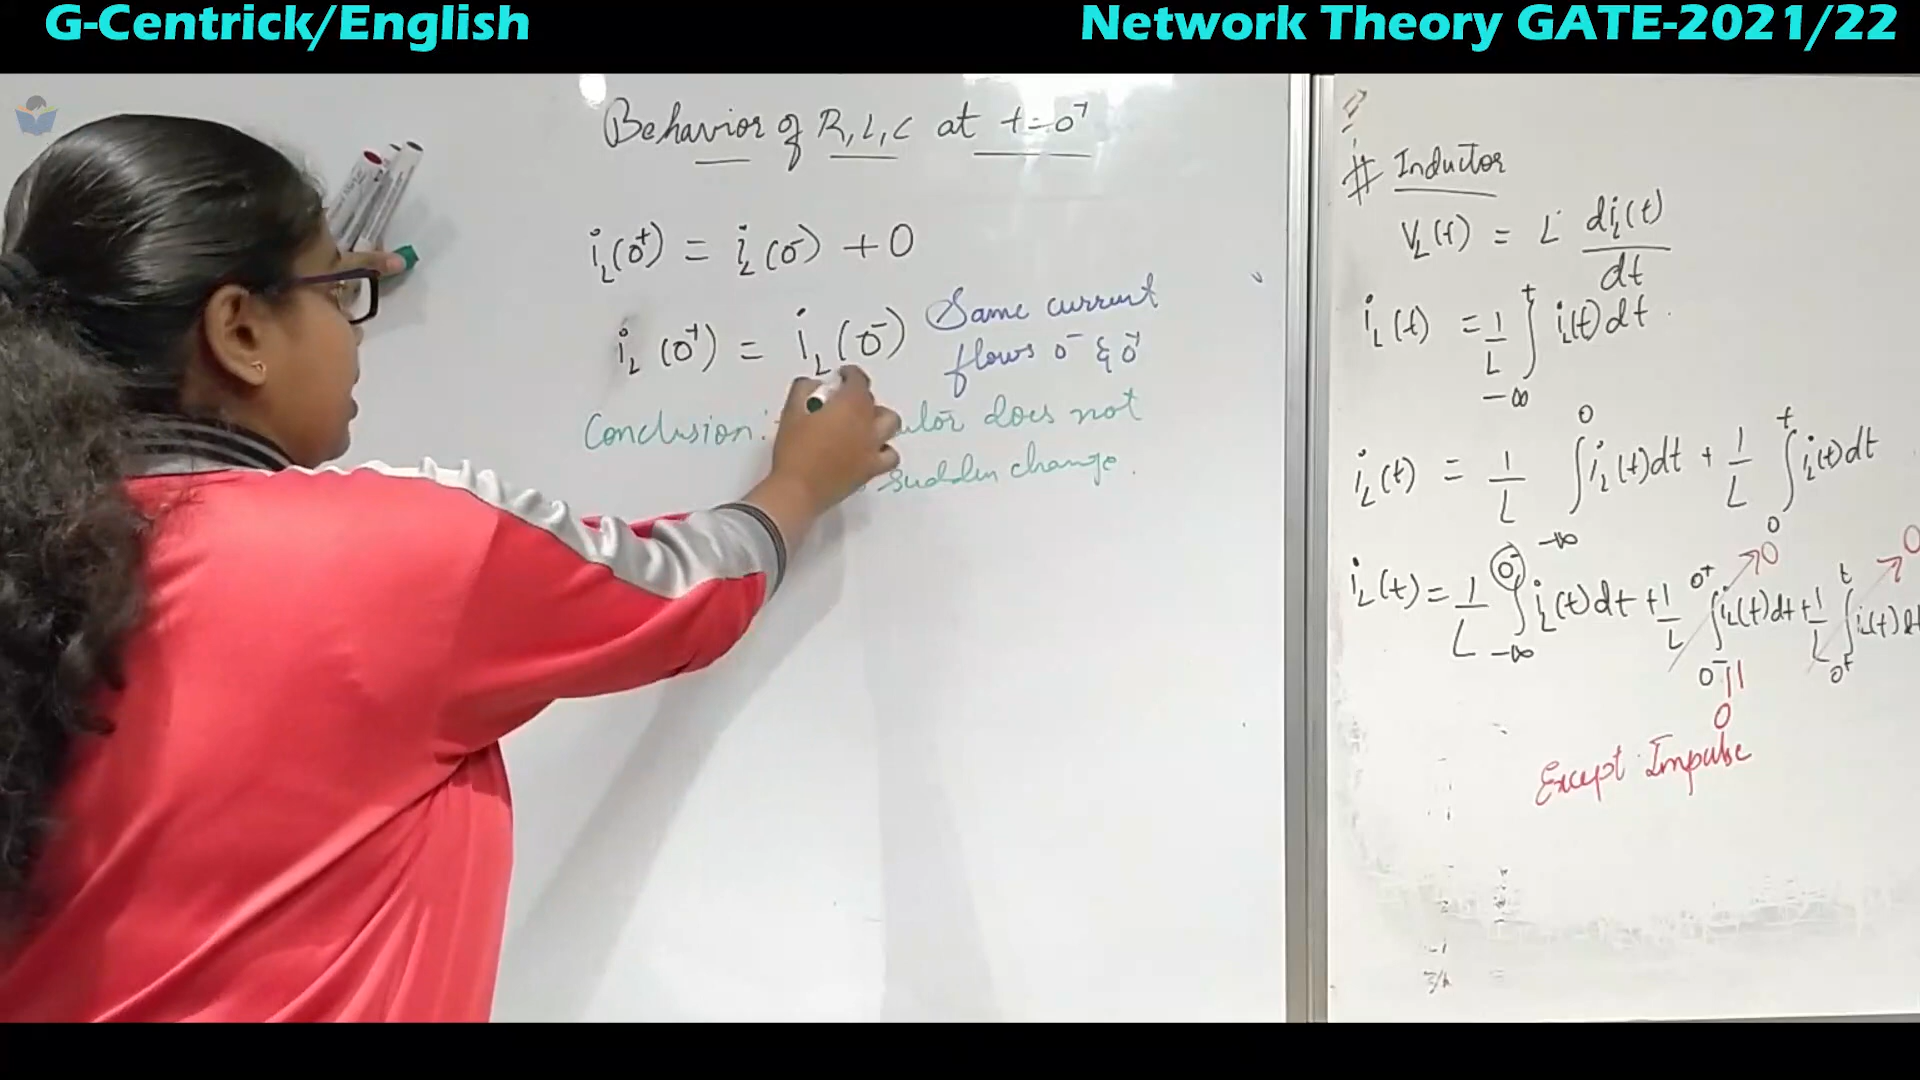 G-Centrick/English
Network Theory GATE-2021/22
Behavior of R, L, C at t=0⁺
i_L(0⁺) = i_L(0⁻) + 0
i_L(0⁺) = i_L(0⁻) Same current
flows 0⁻ & 0⁺
Conclusion: does not
sudden change.
# Inductor
V_L(t) = L di_L(t)/dt
i_L(t) = 1/L ∫_{-∞}^{t} i(t)dt.
i_L(t) = 1/L ∫_{-∞}^{0} i_L(t)dt + 1/L ∫_{0}^{t} i_L(t)dt
i_L(t) = 1/L ∫_{-∞}^{0⁻} i_L(t)dt + 1/L ∫_{0⁻}^{0⁺} i_L(t)dt + 1/L ∫_{0⁺}^{t} i_L(t)dt
0
0
0
Except Impulse